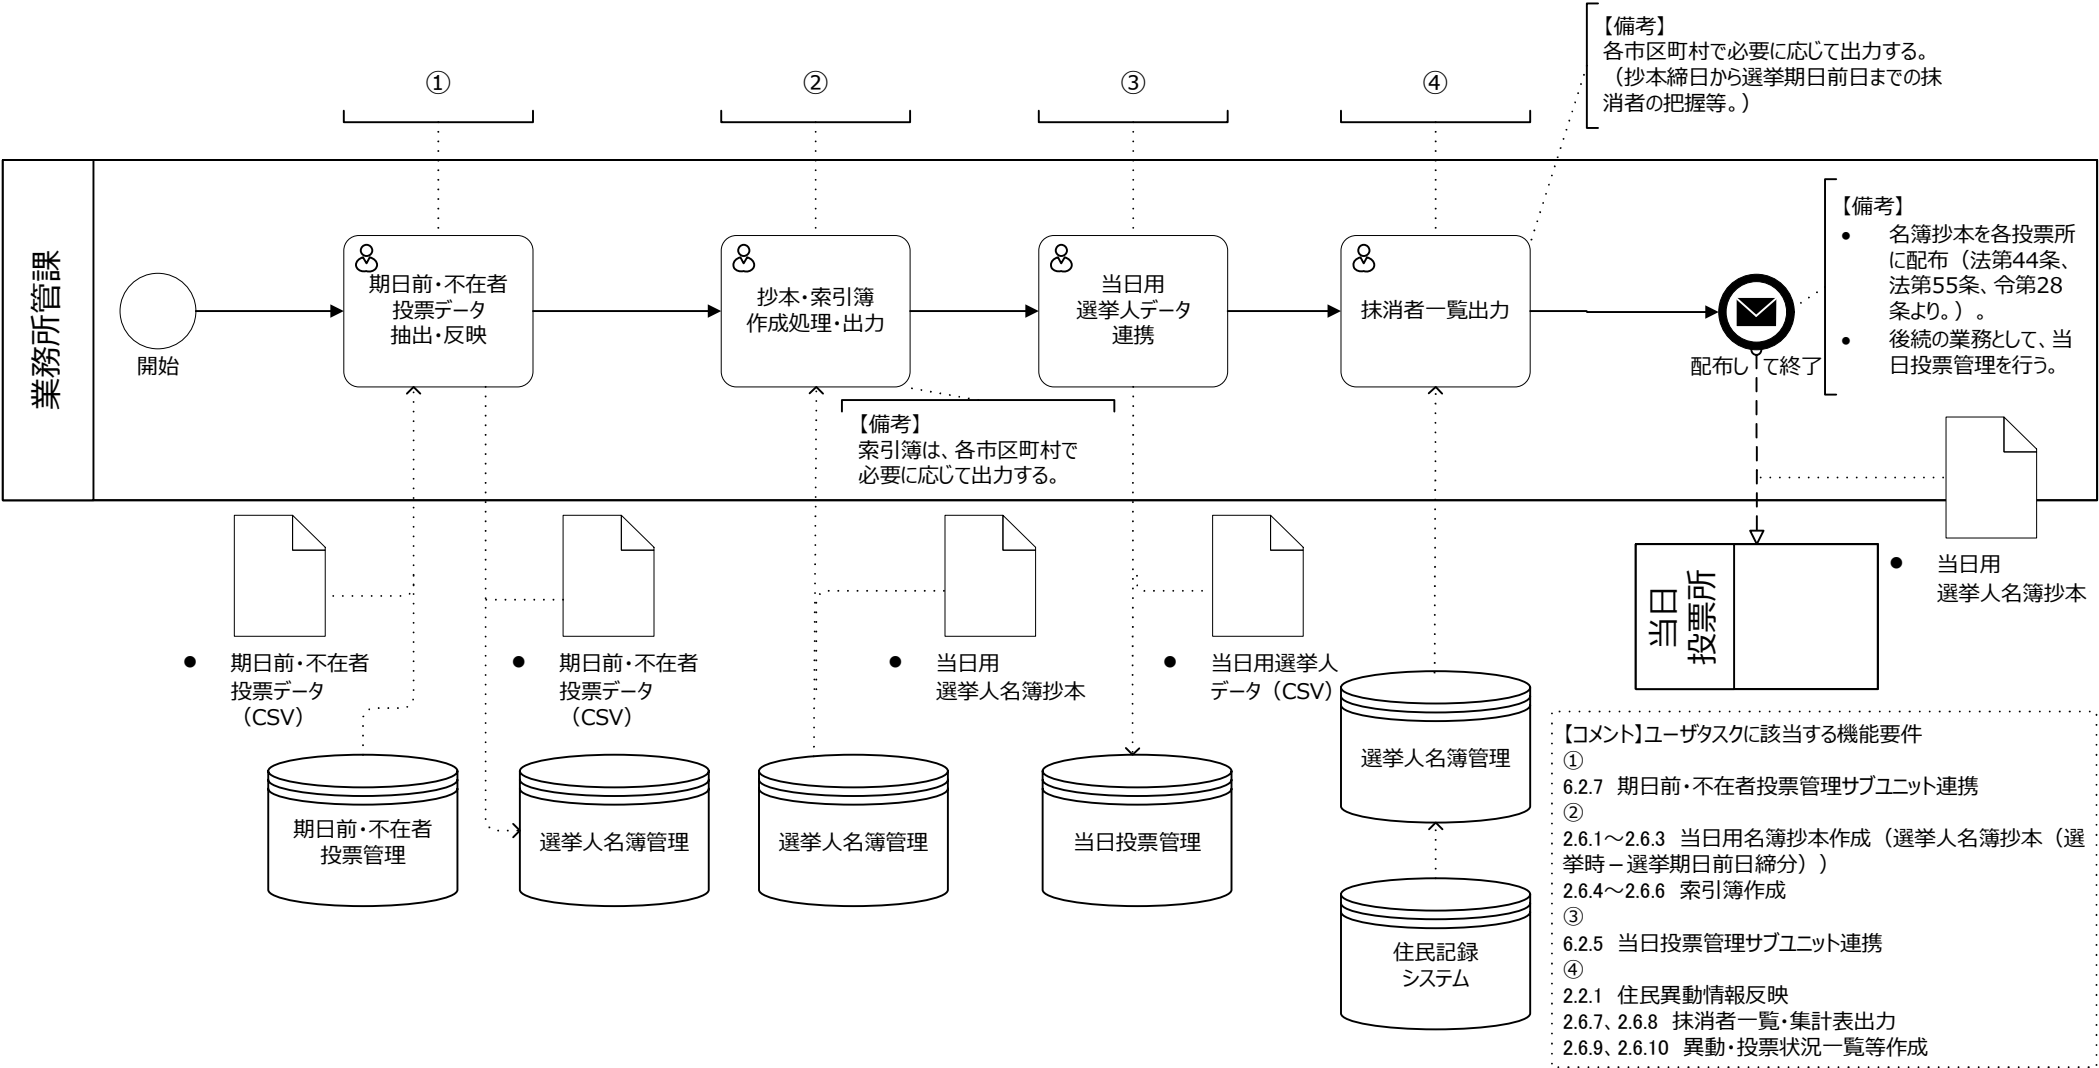 ①
②
③
④
【備考】
各市区町村で必要に応じて出力する。
（抄本締日から選挙期日前日までの抹
消者の把握等。）
業務所管課
開始
期日前・不在者
投票データ
抽出・反映
抄本・索引簿
作成処理・出力
当日用
選挙人データ
連携
抹消者一覧出力
配布して終了
【備考】
• 名簿抄本を各投票所
に配布（法第44条、
法第55条、令第28
条より。）。
• 後続の業務として、当
日投票管理を行う。
【備考】
索引簿は、各市区町村で
必要に応じて出力する。
● 期日前・不在者
投票データ
（CSV）
● 期日前・不在者
投票データ
（CSV）
● 当日用
選挙人名簿抄本
● 当日用選挙人
データ（CSV）
● 当日用
選挙人名簿抄本
当日
投票所
期日前・不在者
投票管理
選挙人名簿管理
選挙人名簿管理
当日投票管理
選挙人名簿管理
住民記録
システム
【コメント】ユーザタスクに該当する機能要件
①
6.2.7 期日前・不在者投票管理サブユニット連携
②
2.6.1～2.6.3 当日用名簿抄本作成（選挙人名簿抄本（選
挙時－選挙期日前日締分））
2.6.4～2.6.6 索引簿作成
③
6.2.5 当日投票管理サブユニット連携
④
2.2.1 住民異動情報反映
2.6.7、2.6.8 抹消者一覧・集計表出力
2.6.9、2.6.10 異動・投票状況一覧等作成